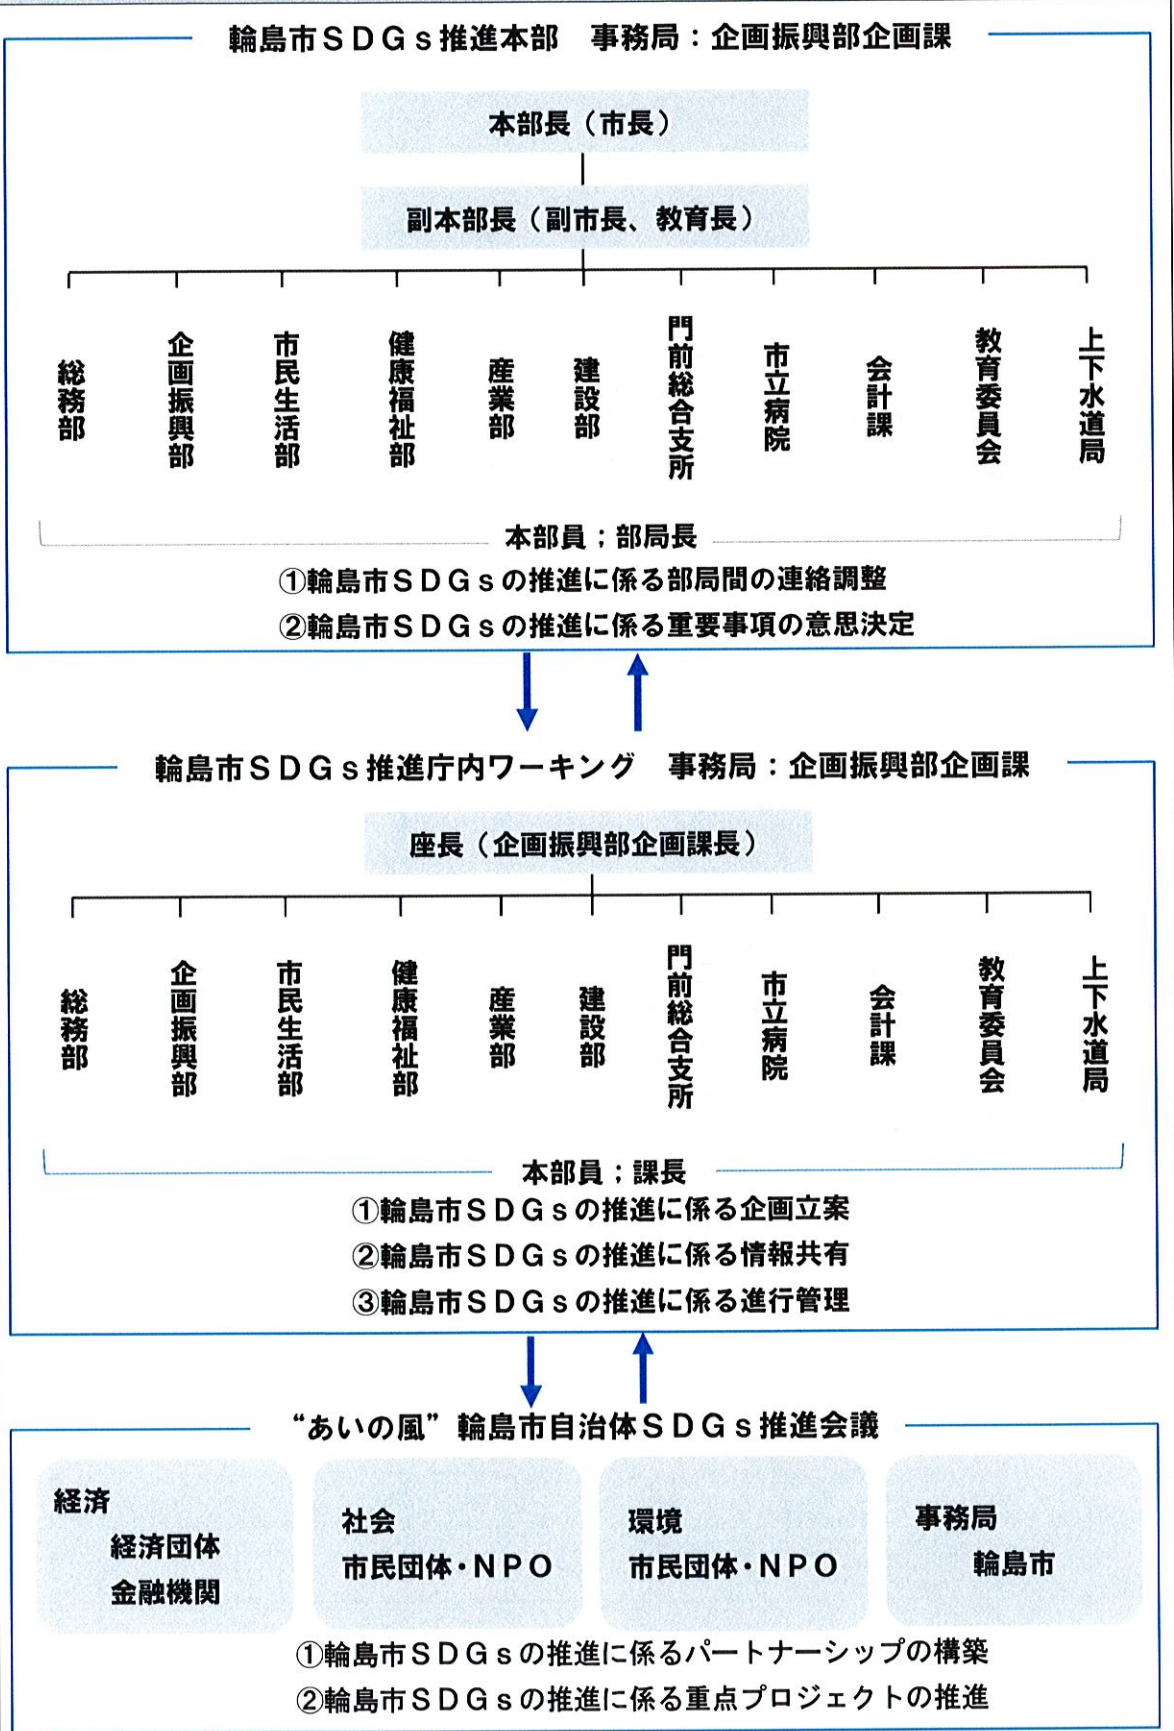 輪島市ＳＤＧｓ推進本部　事務局：企画振興部企画課
本部長（市長）
副本部長（副市長、教育長）
総務部
企画振興部
市民生活部
健康福祉部
産業部
建設部
門前総合支所
市立病院
会計課
教育委員会
上下水道局
本部員；部局長
①輪島市ＳＤＧｓの推進に係る部局間の連絡調整
②輪島市ＳＤＧｓの推進に係る重要事項の意思決定
輪島市ＳＤＧｓ推進庁内ワーキング　事務局：企画振興部企画課
座長（企画振興部企画課長）
総務部
企画振興部
市民生活部
健康福祉部
産業部
建設部
門前総合支所
市立病院
会計課
教育委員会
上下水道局
本部員；課長
①輪島市ＳＤＧｓの推進に係る企画立案
②輪島市ＳＤＧｓの推進に係る情報共有
③輪島市ＳＤＧｓの推進に係る進行管理
“あいの風”輪島市自治体ＳＤＧｓ推進会議
経済
経済団体
金融機関
社会
市民団体・ＮＰＯ
環境
市民団体・ＮＰＯ
事務局
輪島市
①輪島市ＳＤＧｓの推進に係るパートナーシップの構築
②輪島市ＳＤＧｓの推進に係る重点プロジェクトの推進